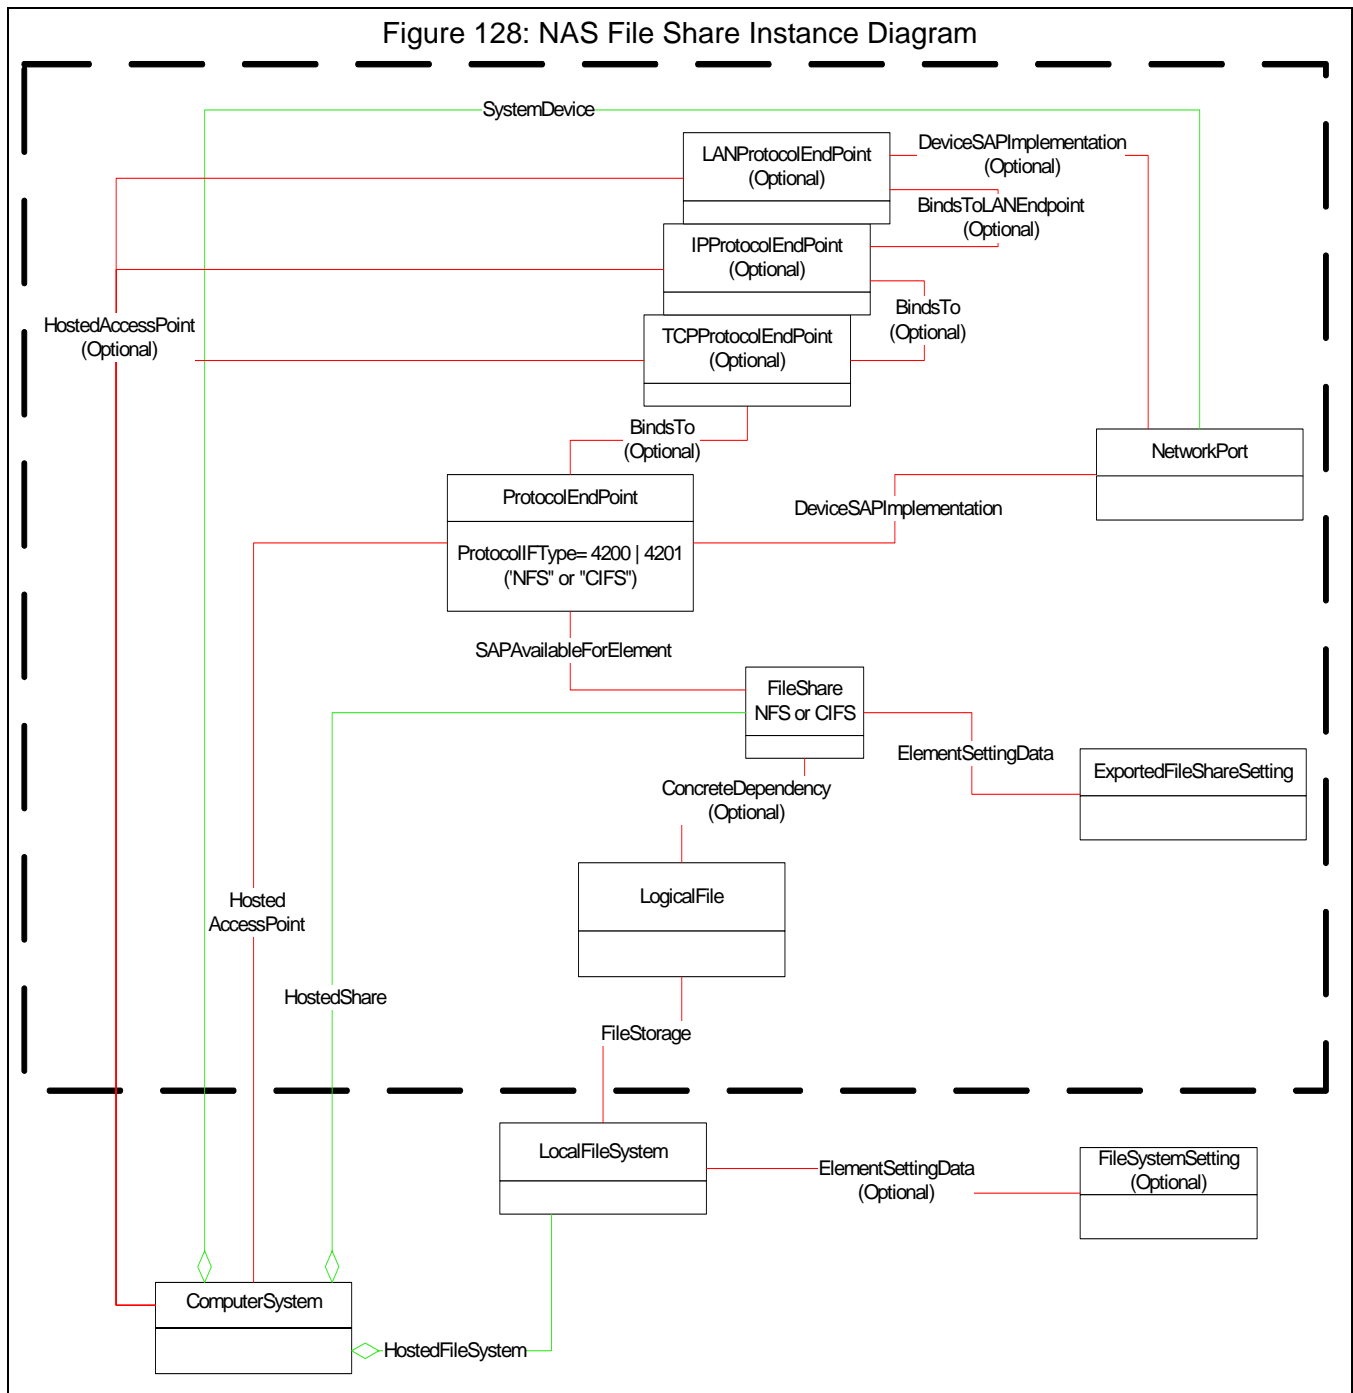 Figure 128: NAS File Share Instance Diagram
SystemDevice
LANProtocolEndPoint
(Optional)
DeviceSAPImplementation
(Optional)
BindsToLANEndpoint
(Optional)
IPProtocolEndPoint
(Optional)
BindsTo
(Optional)
HostedAccessPoint
(Optional)
TCPProtocolEndPoint
(Optional)
BindsTo
(Optional)
NetworkPort
ProtocolEndPoint
ProtocolIFType= 4200 | 4201
('NFS" or "CIFS")
DeviceSAPImplementation
SAPAvailableForElement
FileShare
NFS or CIFS
ElementSettingData
ExportedFileShareSetting
ConcreteDependency
(Optional)
LogicalFile
Hosted
AccessPoint
HostedShare
FileStorage
LocalFileSystem
ElementSettingData
(Optional)
FileSystemSetting
(Optional)
ComputerSystem
HostedFileSystem